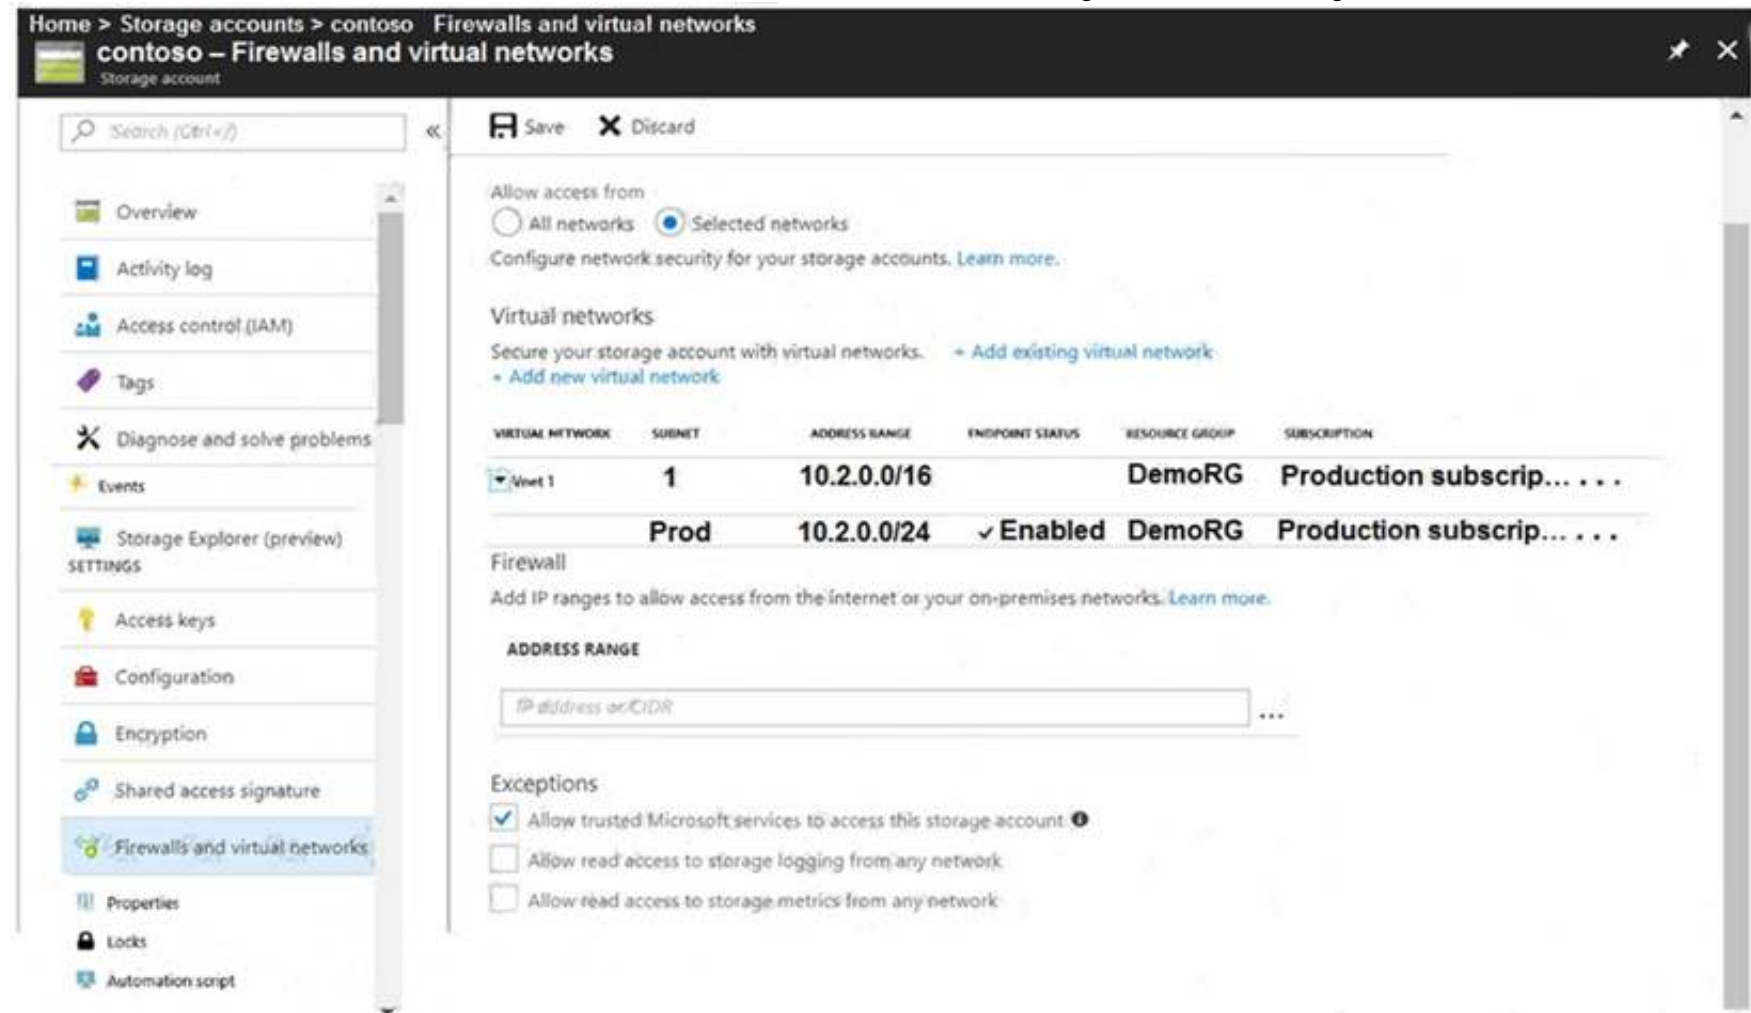 Home > Storage accounts > contoso Firewalls and virtual networks
contoso – Firewalls and virtual networks
Storage account
Search (Ctrl+/)
«
Overview
Activity log
Access control (IAM)
Tags
Diagnose and solve problems
Events
Storage Explorer (preview)
SETTINGS
Access keys
Configuration
Encryption
Shared access signature
Firewalls and virtual networks
Properties
Locks
Automation script
Save Discard
Allow access from
All networks Selected networks
Configure network security for your storage accounts. Learn more.
Virtual networks
Secure your storage account with virtual networks. + Add existing virtual network
+ Add new virtual network
VIRTUAL NETWORK SUBNET ADDRESS RANGE ENDPOINT STATUS RESOURCE GROUP SUBSCRIPTION
Vnet 1 1 10.2.0.0/16 DemoRG Production subscrip... ...
Prod 10.2.0.0/24 ✓ Enabled DemoRG Production subscrip... ...
Firewall
Add IP ranges to allow access from the internet or your on-premises networks. Learn more.
ADDRESS RANGE
IP address or CIDR ...
Exceptions
Allow trusted Microsoft services to access this storage account
Allow read access to storage logging from any network
Allow read access to storage metrics from any network